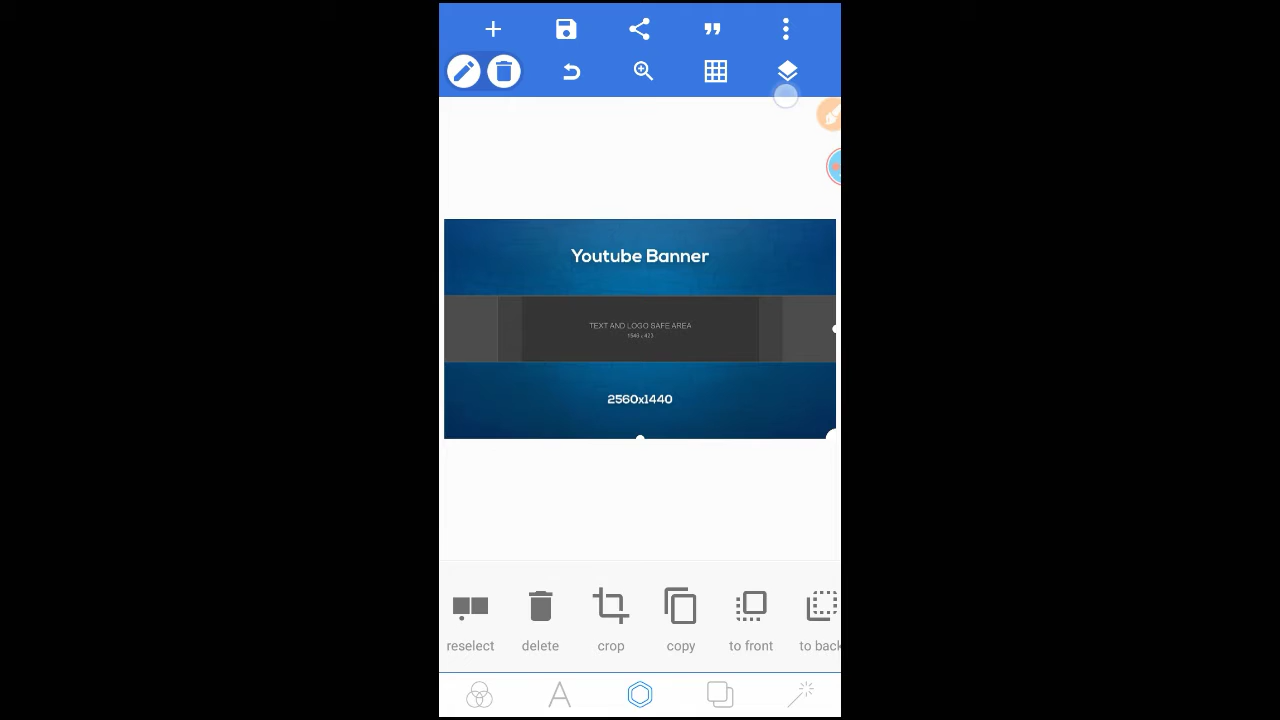 Youtube Banner
TEXT AND LOGO SAFE AREA
2560x1440
reselect delete crop copy to front to back